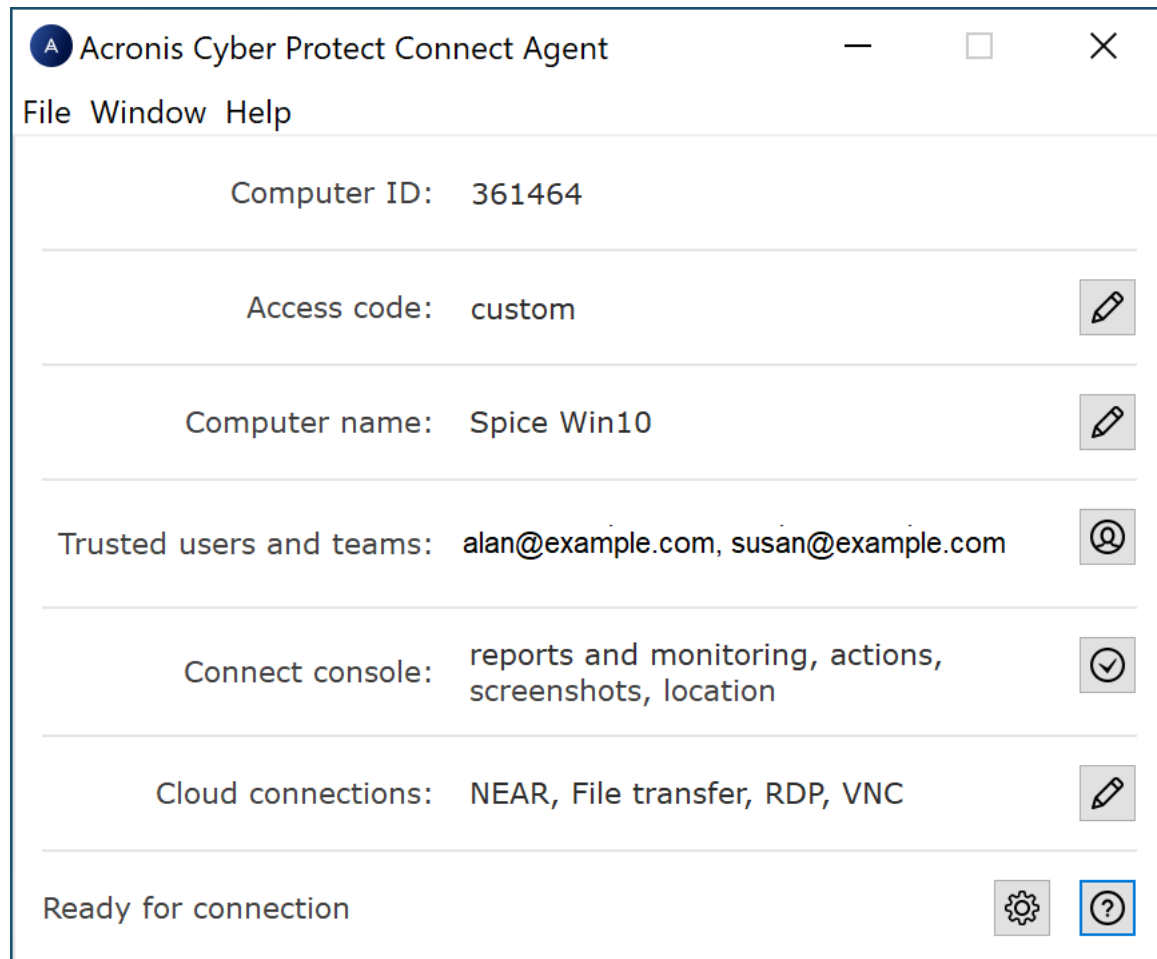 Acronis Cyber Protect Connect Agent
File Window Help
Computer ID: 361464
Access code: custom
Computer name: Spice Win10
Trusted users and teams: alan@example.com, susan@example.com
Connect console: reports and monitoring, actions,
screenshots, location
Cloud connections: NEAR, File transfer, RDP, VNC
Ready for connection